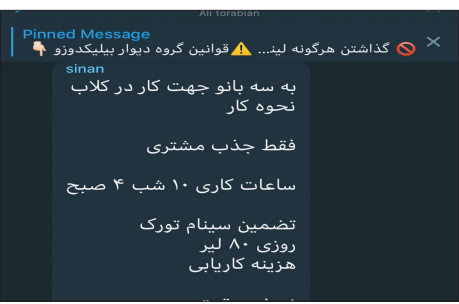 Ali torabian
Pinned Message
🚫 گذاشتن هرگونه لینـ... ⚠️قوانین گروه دیوار بیلیکدوزو 👇🏻
sinan
به سه بانو جهت کار در کلاب
نحوه کار
فقط جذب مشتری
ساعات کاری ۱۰ شب ۴ صبح
تضمین سینام تورک
روزی ۸۰ لیر
هزینه کاریابی